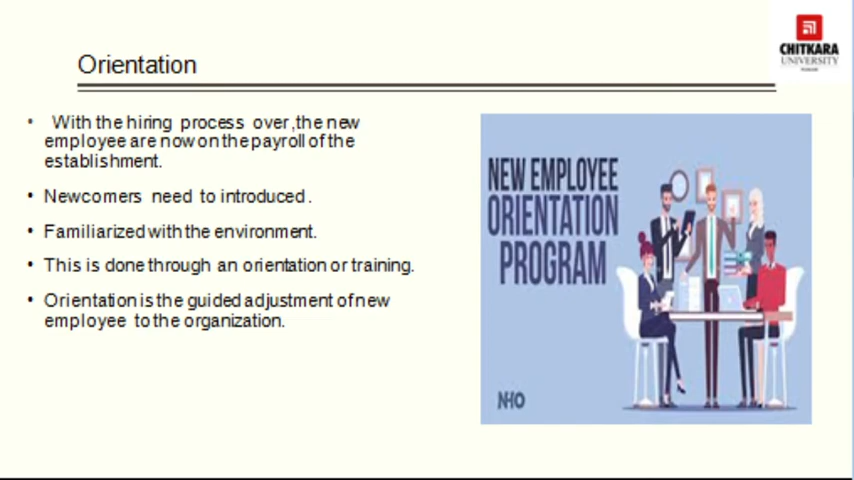 Orientation
CHITKARA
UNIVERSITY
• With the hiring process over,the new
employee are now on the payroll of the
establishment.
• Newcomers need to introduced.
• Familiarized with the environment.
• This is done through an orientation or training.
• Orientation is the guided adjustment of new
employee to the organization.
NEW EMPLOYEE
ORIENTATION
PROGRAM
NHO